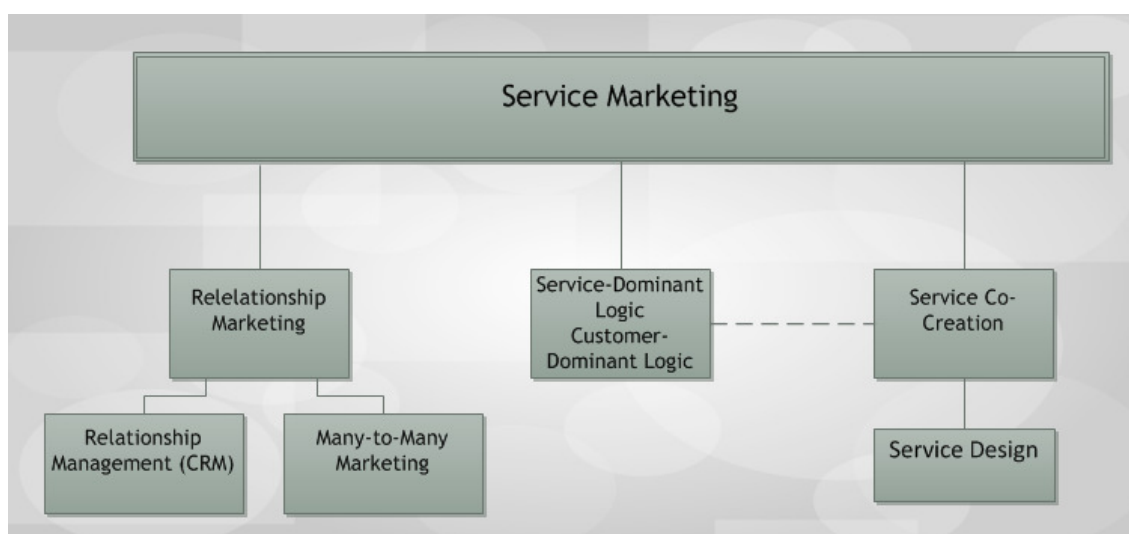 Service Marketing
Relelationship
Marketing
Service-Dominant
Logic
Customer-
Dominant Logic
Service Co-
Creation
Relationship
Management (CRM)
Many-to-Many
Marketing
Service Design